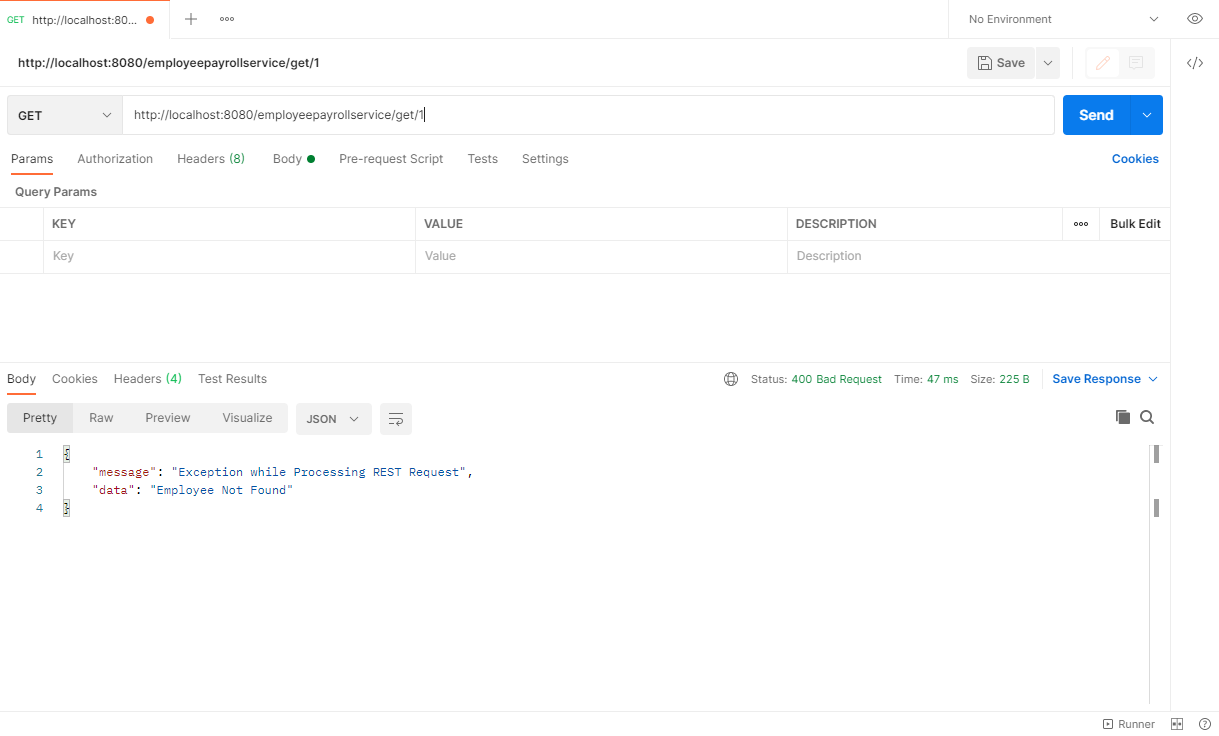 GET http://localhost:80...
No Environment
http://localhost:8080/employeepayrollservice/get/1
Save
GET
http://localhost:8080/employeepayrollservice/get/1
Send
Params Authorization Headers (8) Body Pre-request Script Tests Settings Cookies
Query Params
KEY VALUE DESCRIPTION Bulk Edit
Key Value Description
Body Cookies Headers (4) Test Results Status: 400 Bad Request Time: 47 ms Size: 225 B Save Response
Pretty Raw Preview Visualize JSON
1 {
2 "message": "Exception while Processing REST Request",
3 "data": "Employee Not Found"
4 }
Runner